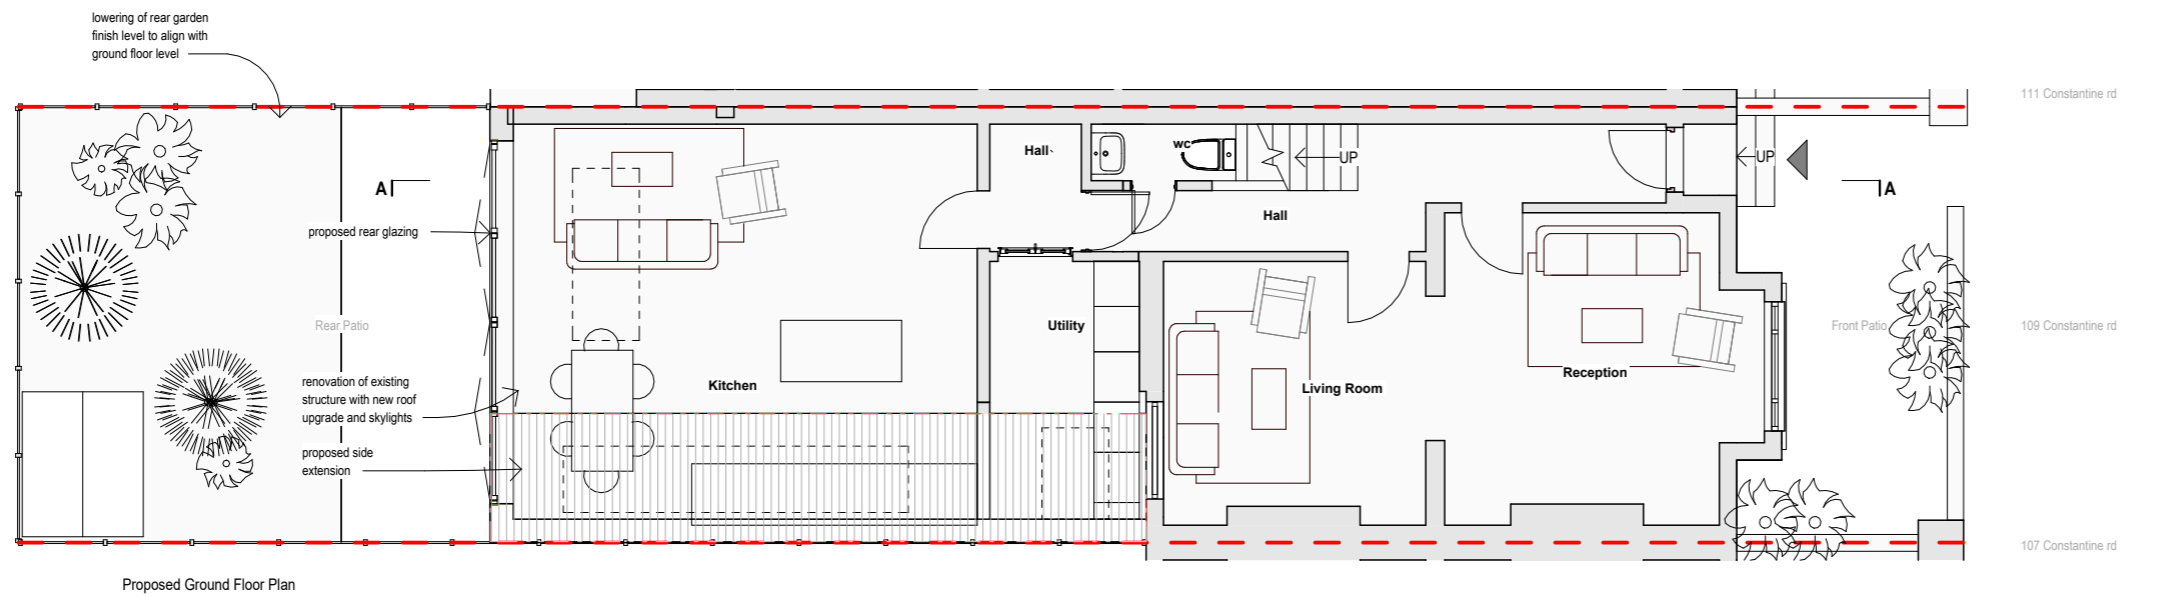 lowering of rear garden
finish level to align with
ground floor level
111 Constantine rd
Hall`
wc
UP
UP
A
A
Hall
proposed rear glazing
Rear Patio
Utility
Front Patio
109 Constantine rd
Reception
renovation of existing
structure with new roof
upgrade and skylights
Kitchen
Living Room
proposed side
extension
107 Constantine rd
Proposed Ground Floor Plan